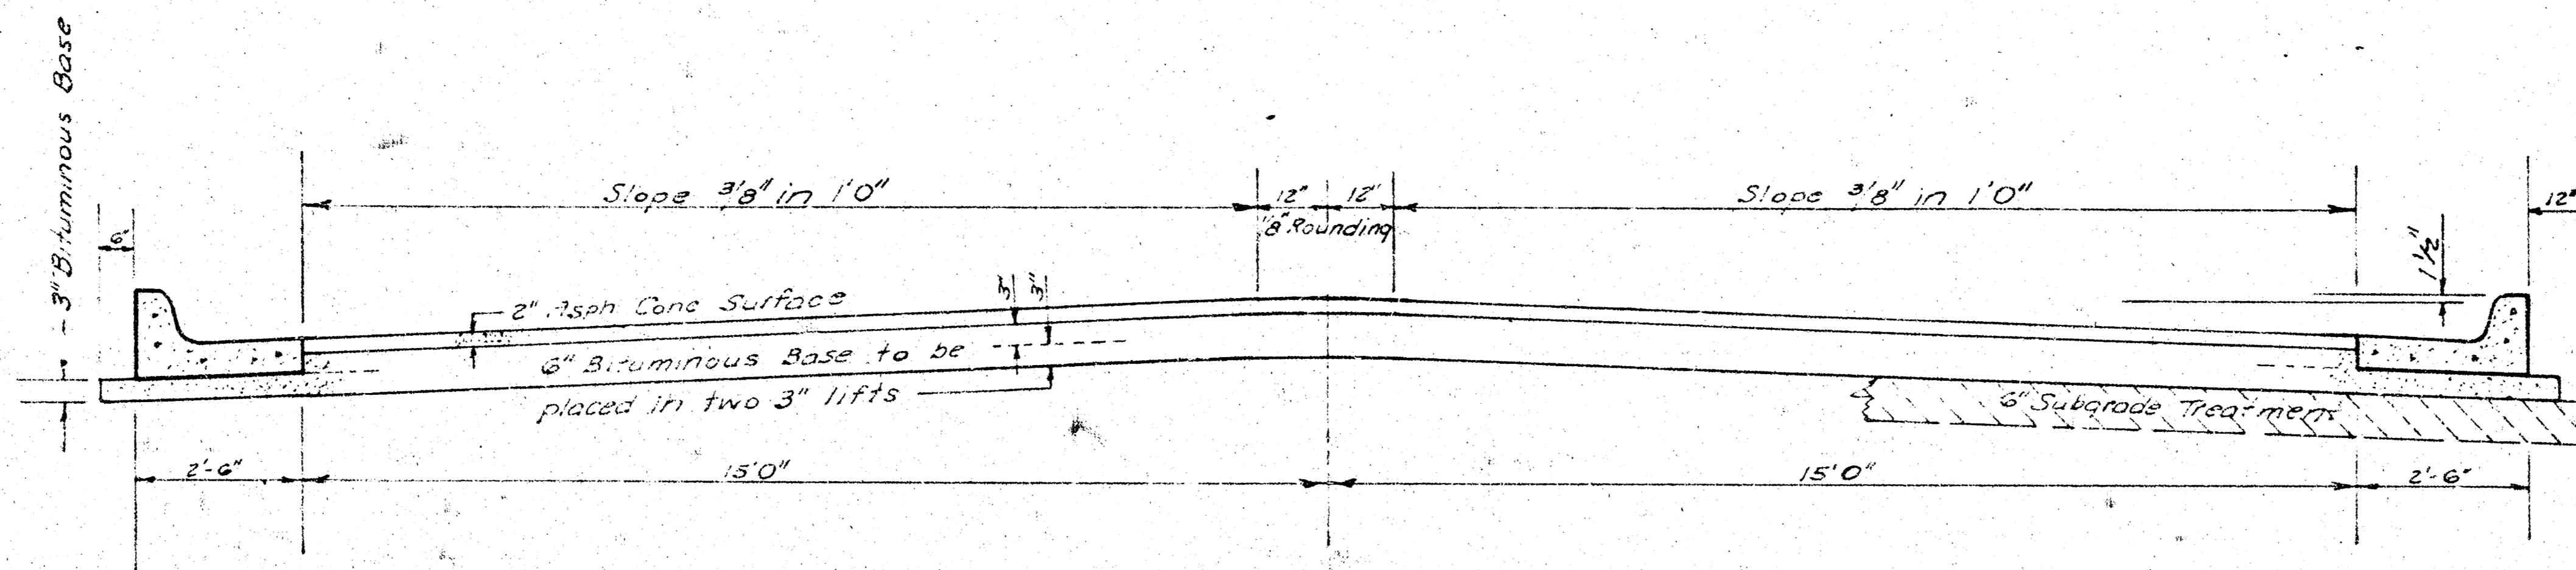 3" Bituminous Base
Slope 3/8" in 1'0"
12" 12"
Slope 3/8" in 1'0"
12"
6"
1/8" Rounding
1½"
2" Asph Conc Surface
3" 3"
6" Bituminous Base to be
placed in two 3" lifts
6" Subgrade Treatment
2'-6"
15'0"
15'0"
2'-6"